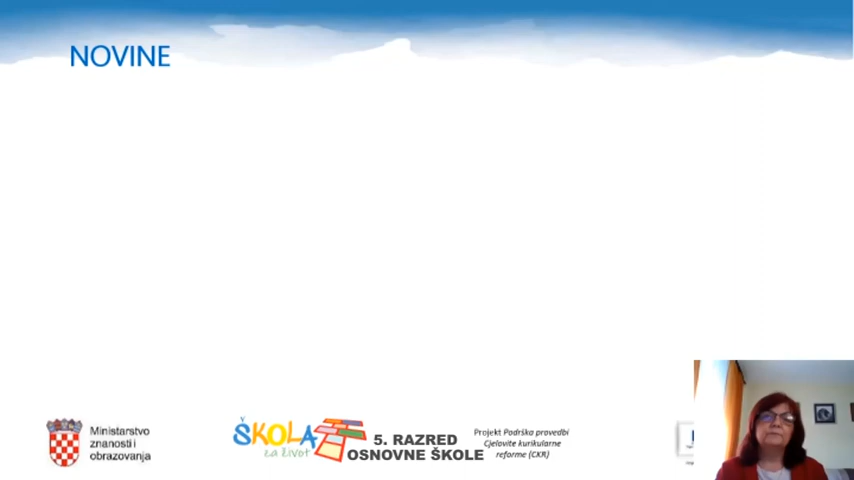 NOVINE
Ministarstvo
znanosti i
obrazovanja
ŠKOLA
za život
5. RAZRED
OSNOVNE ŠKOLE
Projekt Podrška provedbi
Cjelovite kurikularne
reforme (CKR)